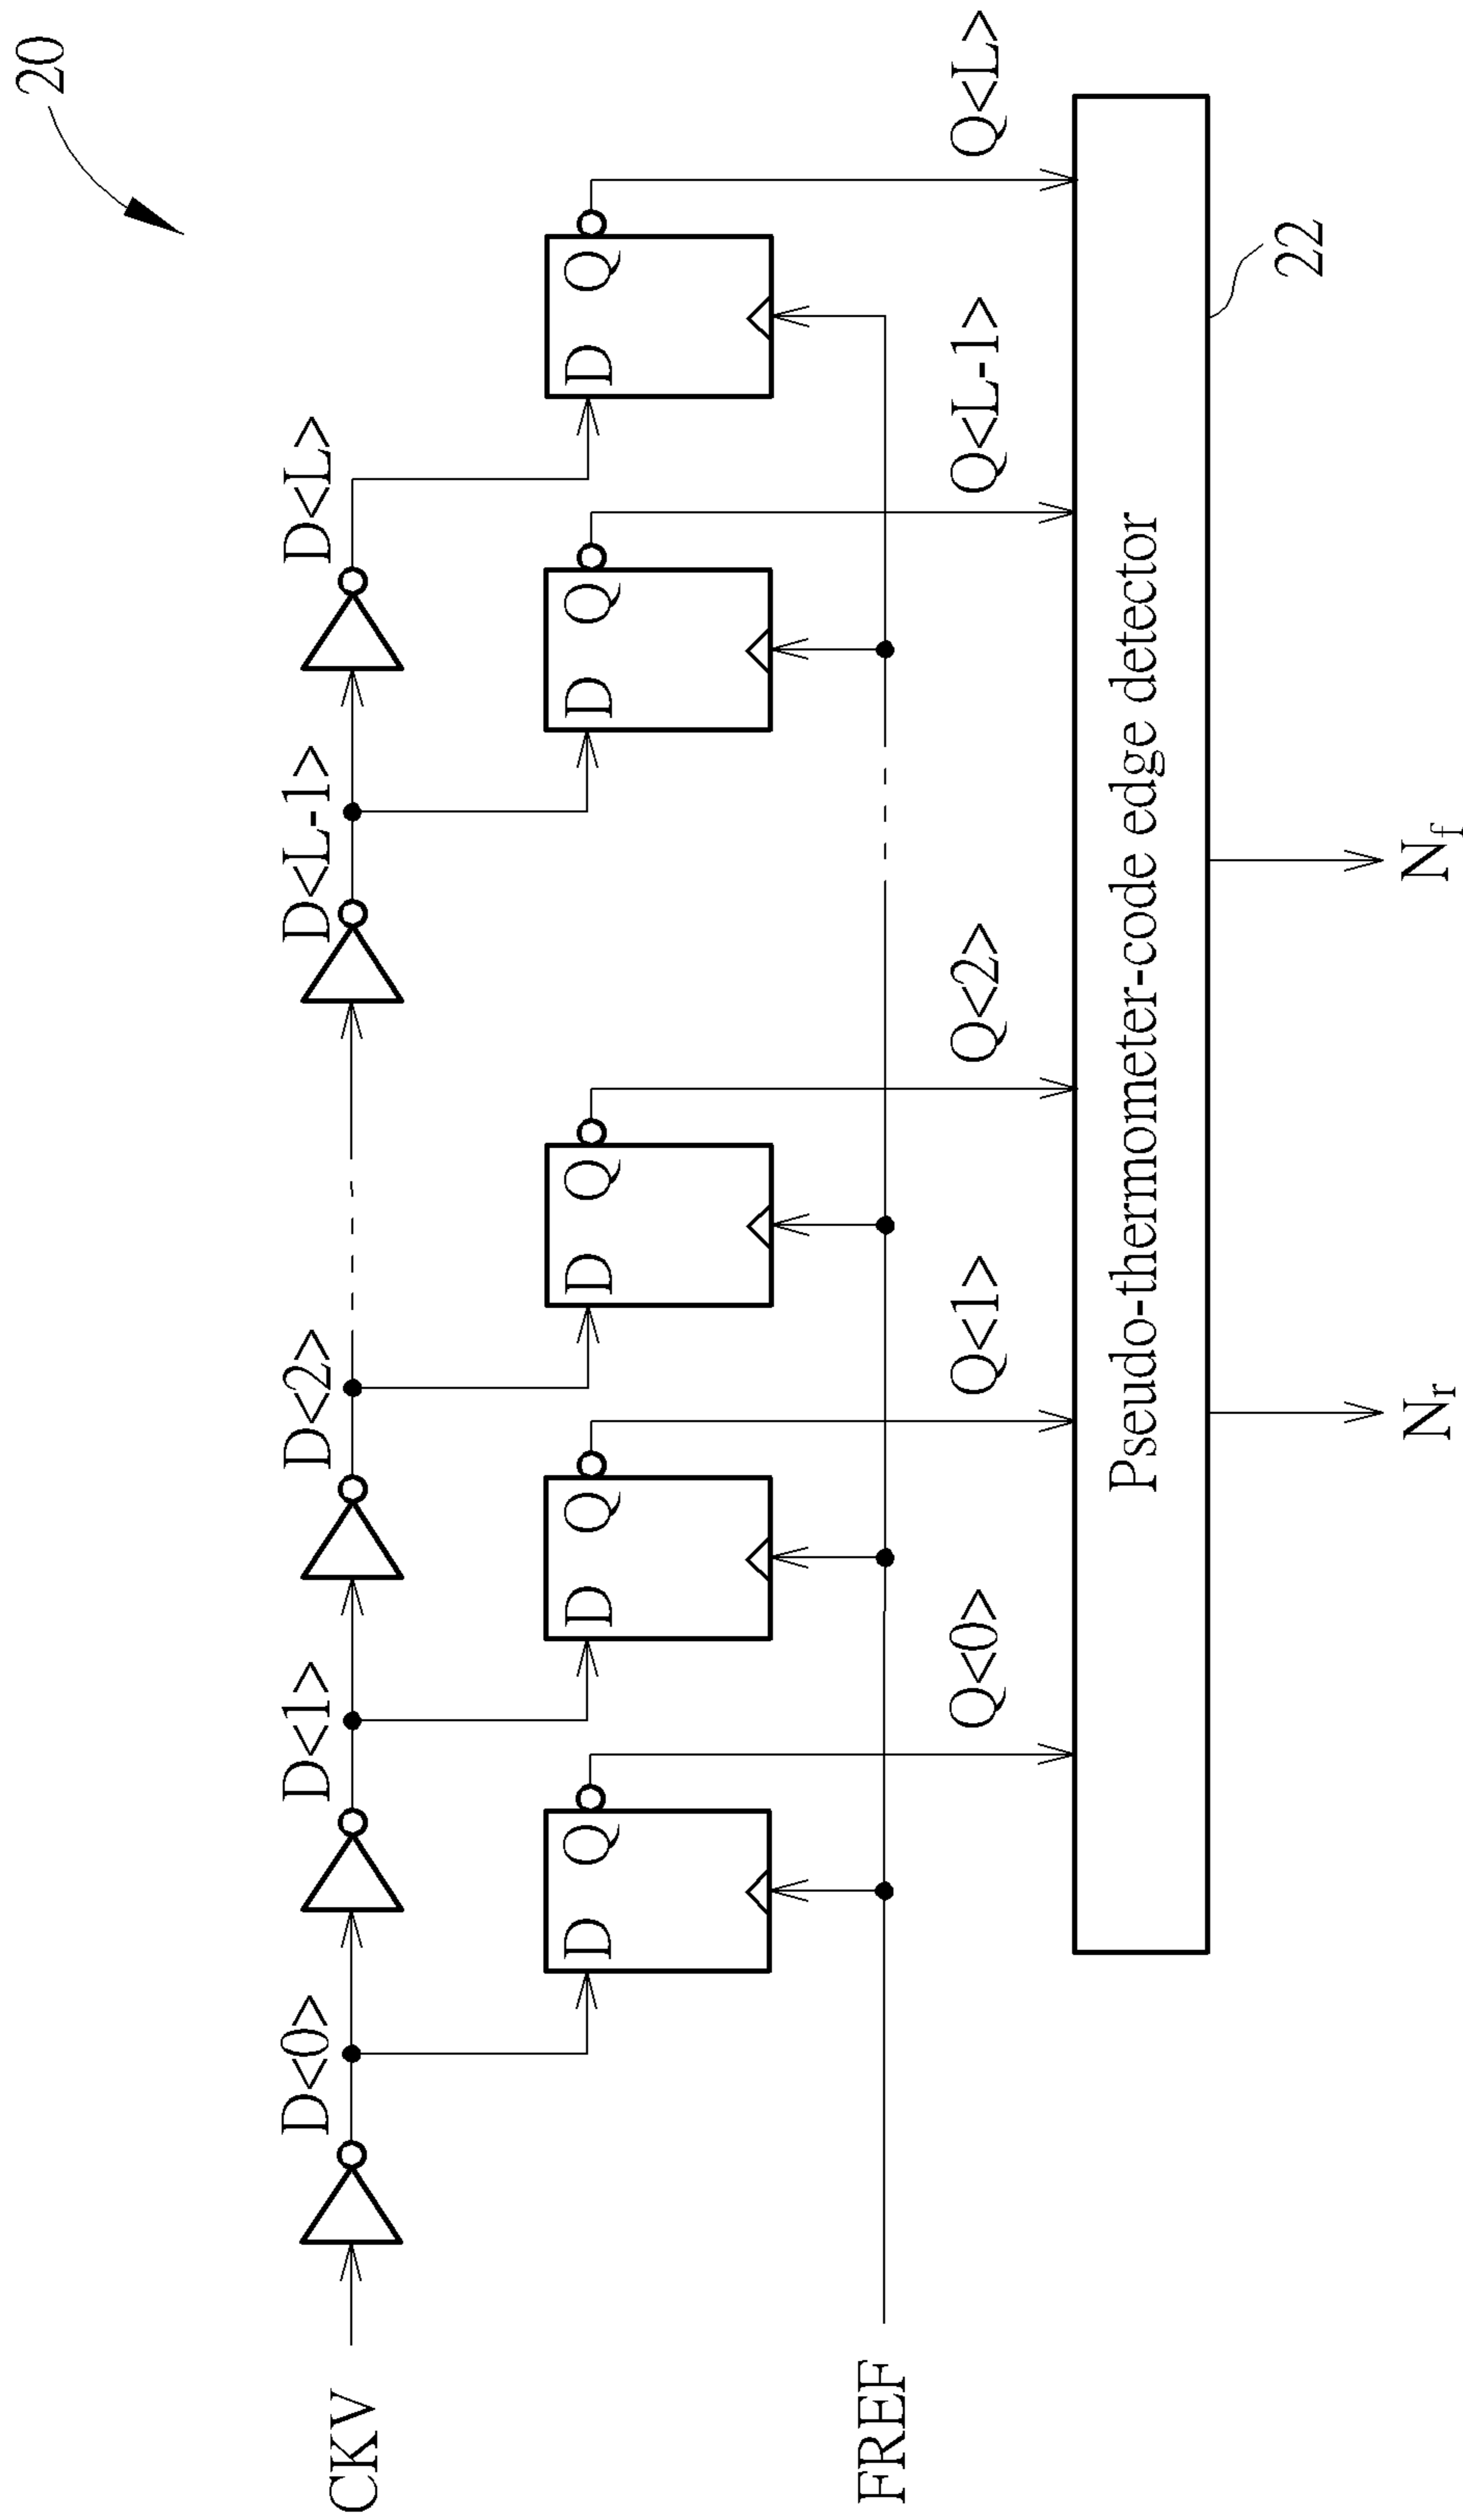 20
CKV
D<0>
D<1>
D<2>
D<L-1>
D<L>
D Q
D Q
D Q
D Q
D Q
FREF
Q<0>
Q<1>
Q<2>
Q<L-1>
Q<L>
Pseudo-thermometer-code edge detector
22
Nr
Nf